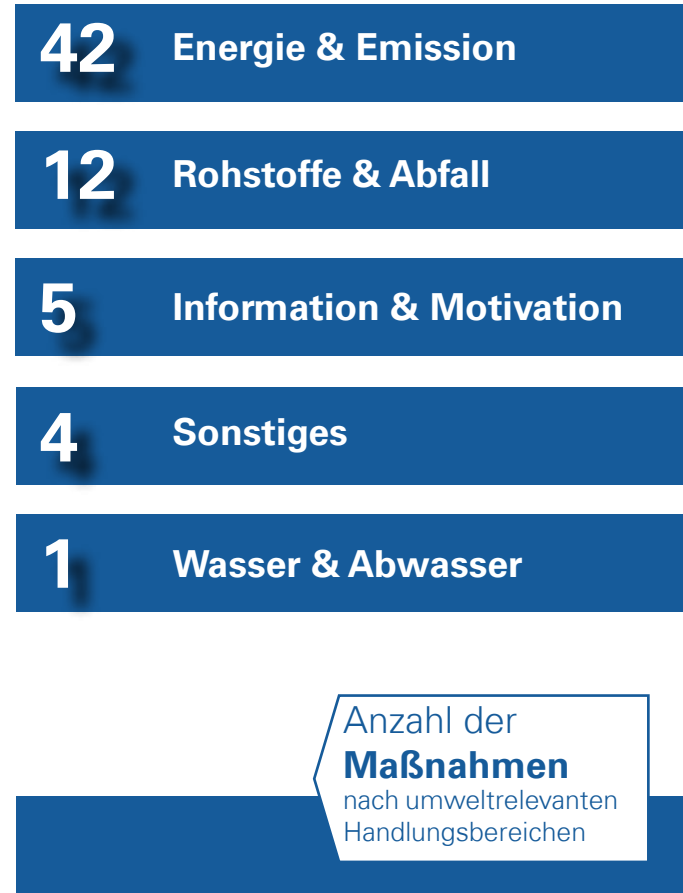 42 Energie & Emission
12 Rohstoffe & Abfall
5 Information & Motivation
4 Sonstiges
1 Wasser & Abwasser
Anzahl der
Maßnahmen
nach umweltrelevanten
Handlungsbereichen